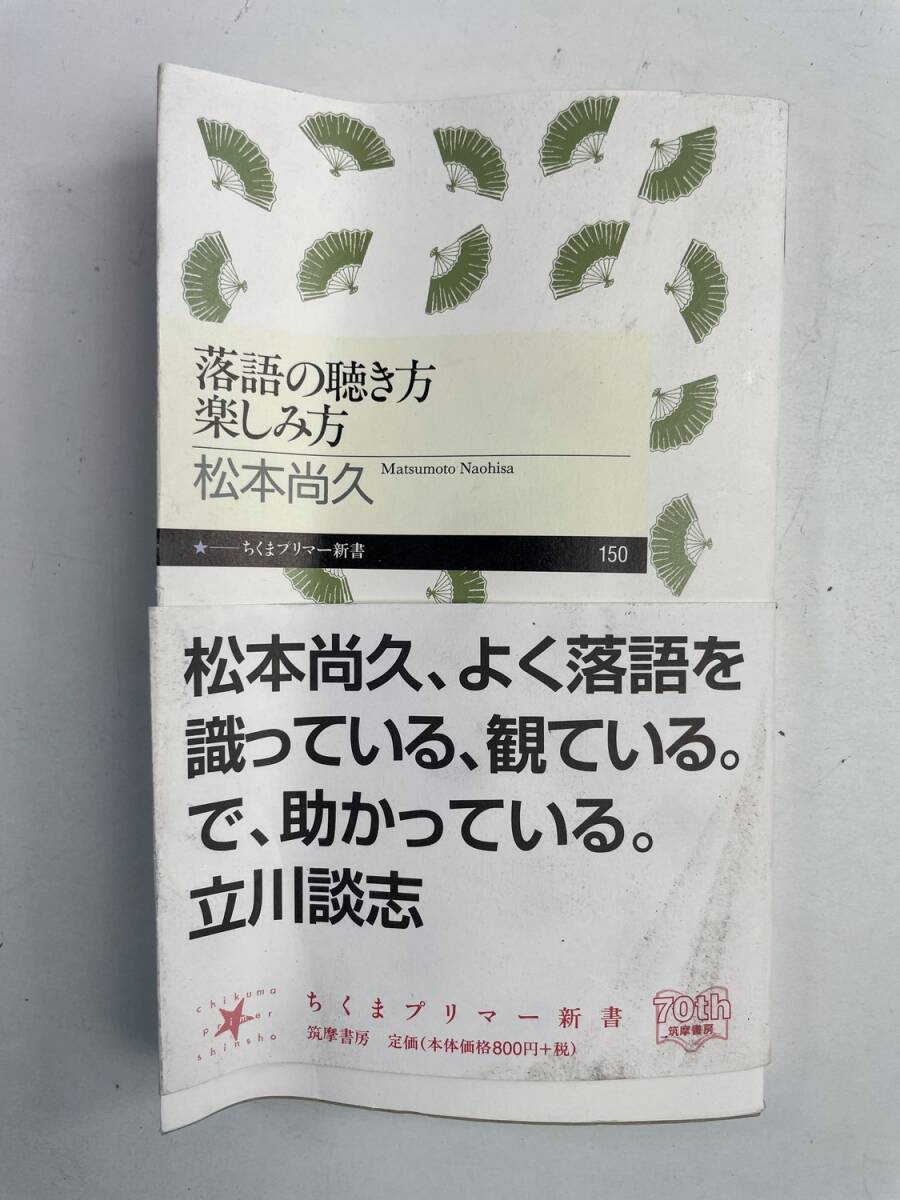 落語の聴き方
楽しみ方
松本尚久 Matsumoto Naohisa
★―ちくまプリマー新書 150
松本尚久、よく落語を
識っている、観ている。
で、助かっている。
立川談志
chikuma
primer
shinsho
ちくまプリマー新書
筑摩書房 定価(本体価格800円+税)
70th
筑摩書房